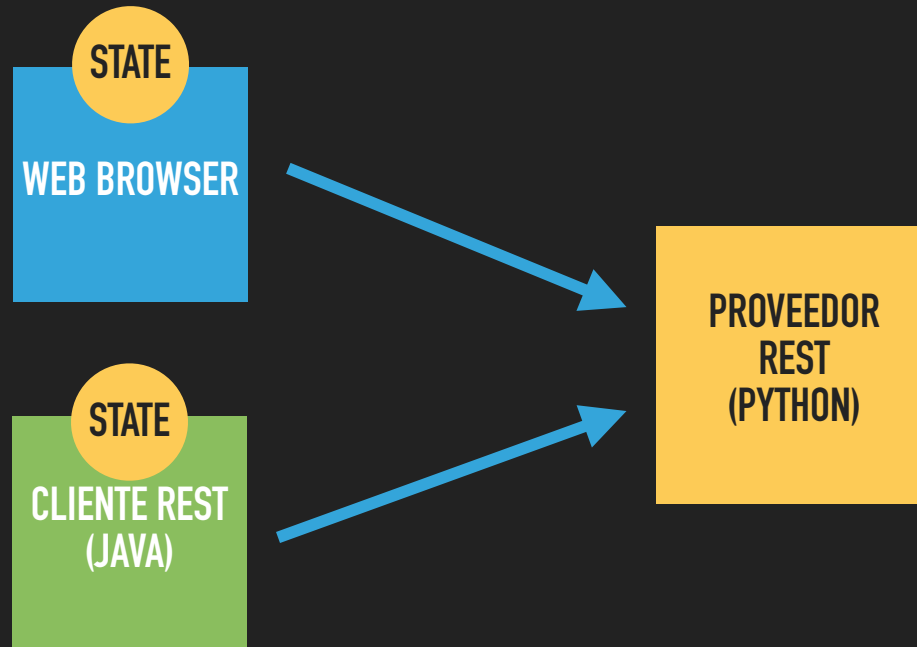 STATE
WEB BROWSER
STATE
CLIENTE REST
(JAVA)
PROVEEDOR
REST
(PYTHON)